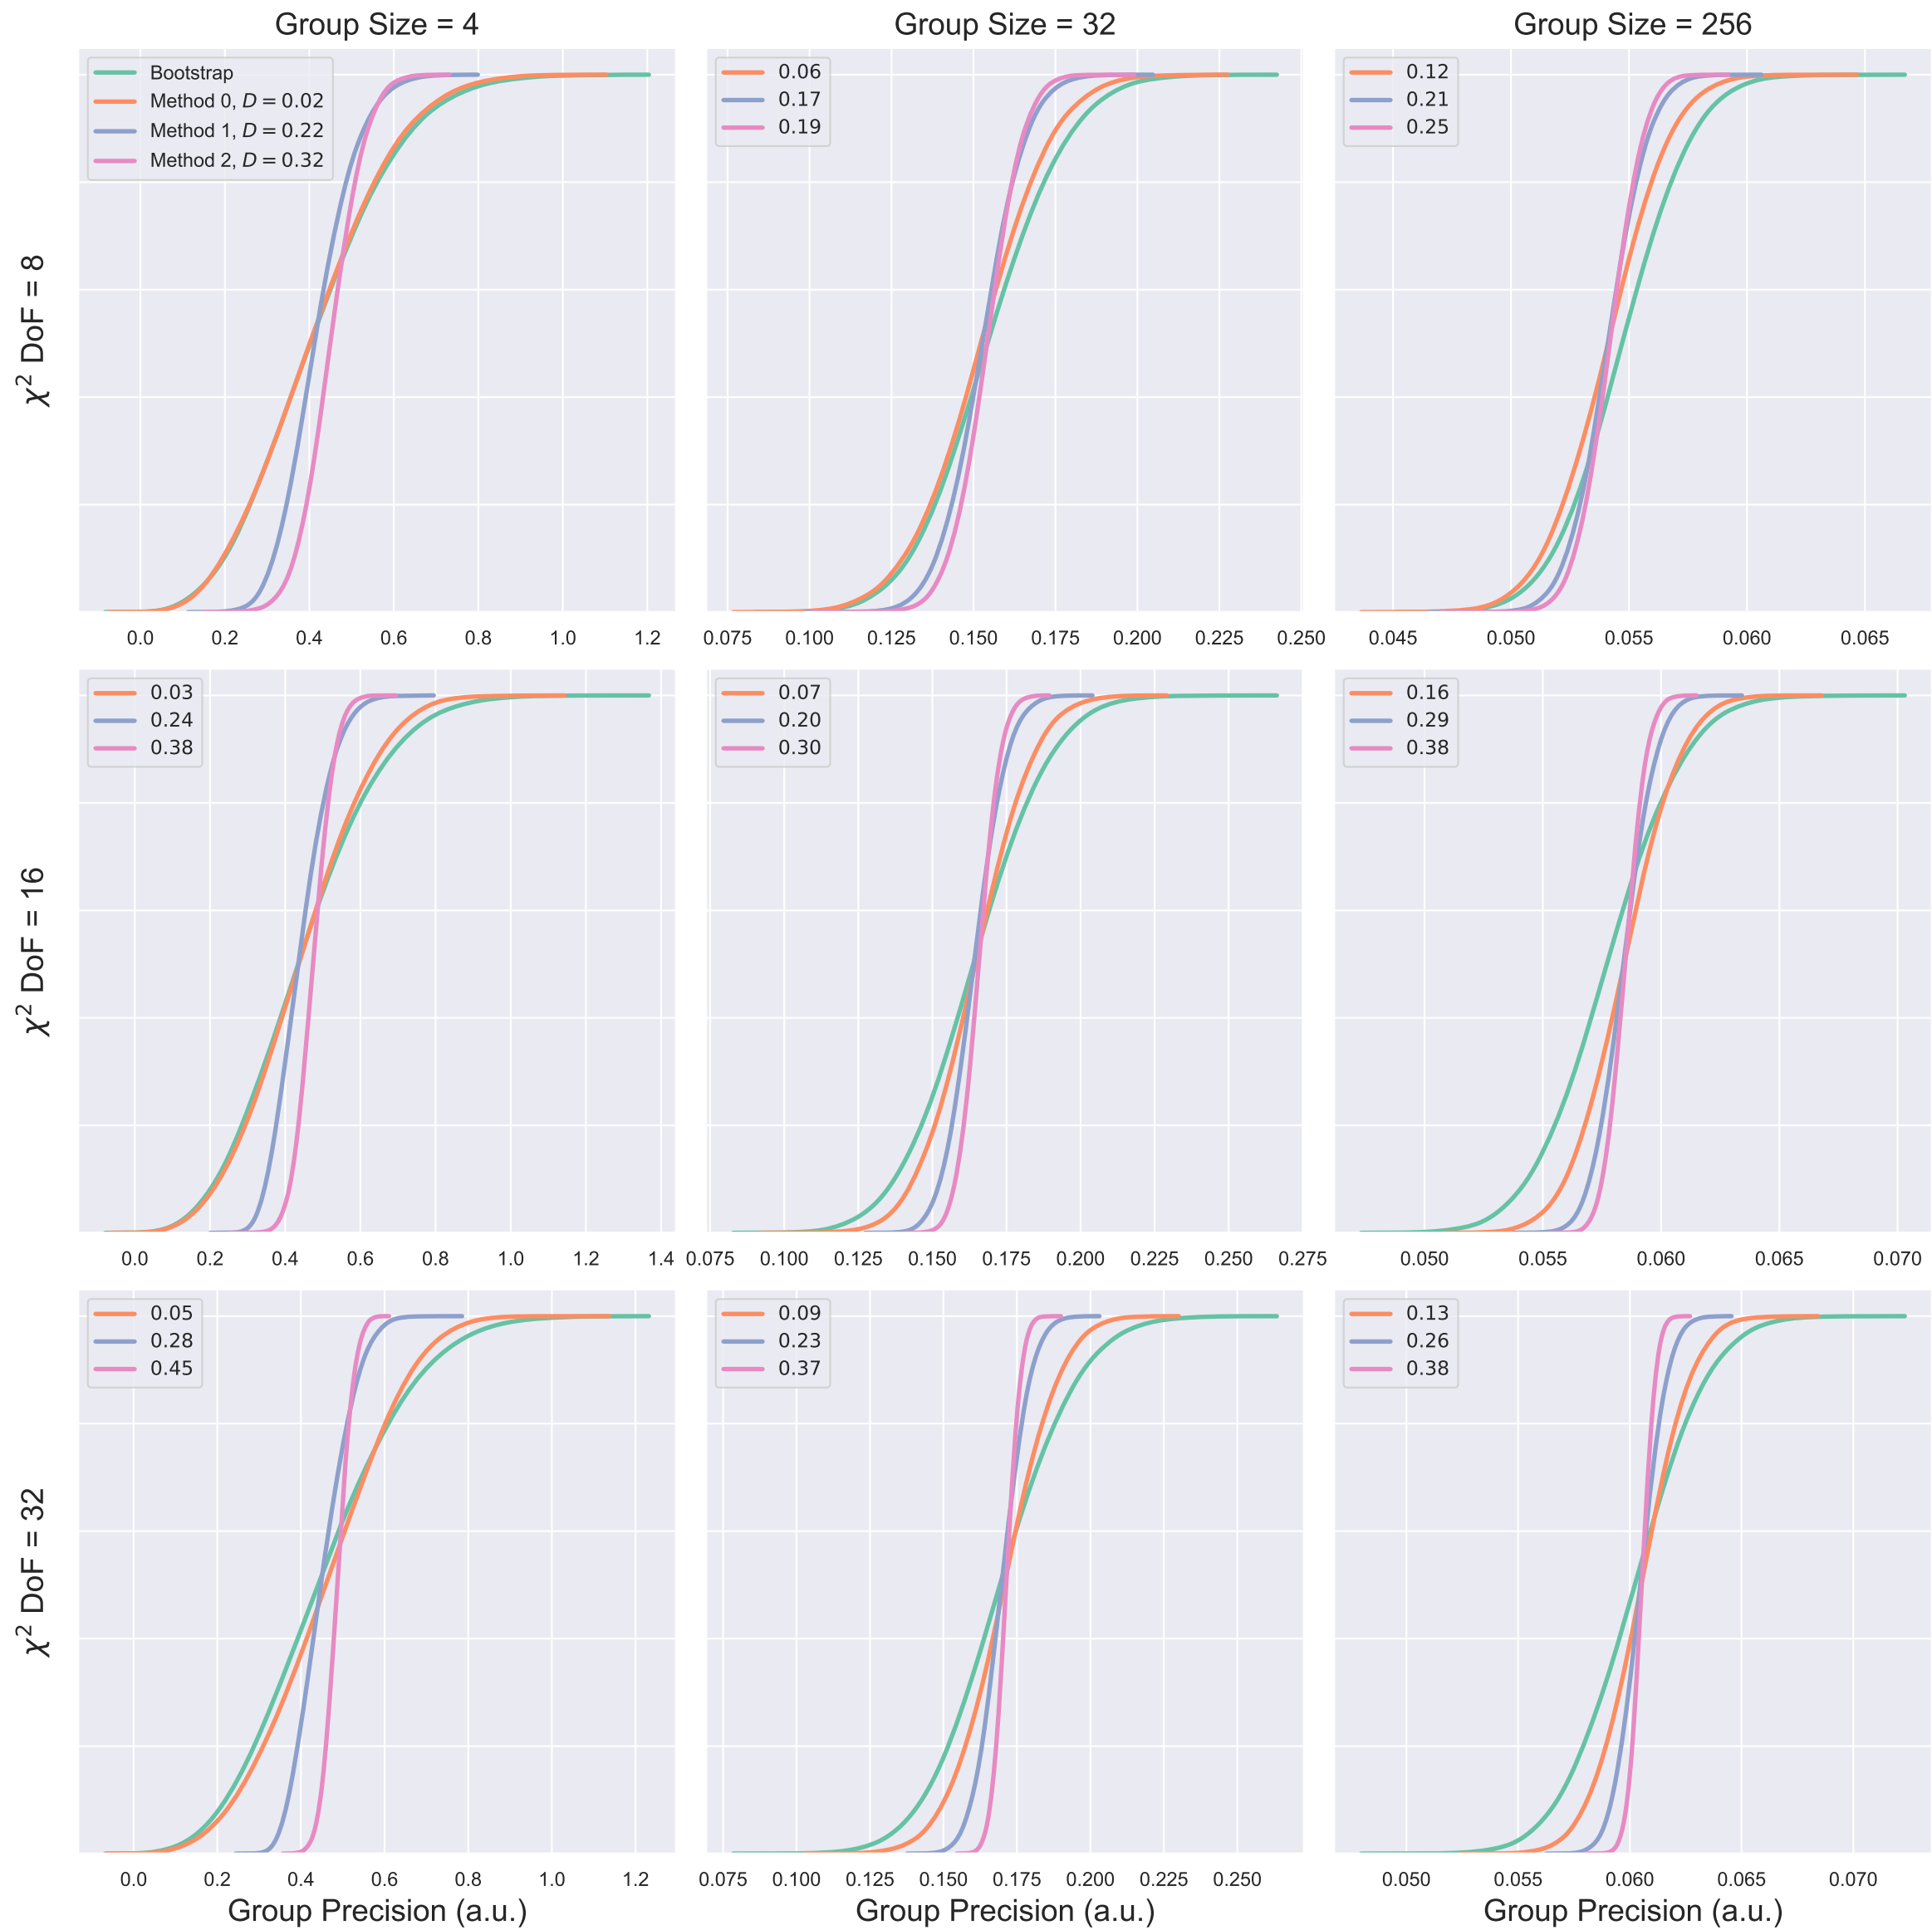 Group Size = 4
Group Size = 32
Group Size = 256
χ² DoF = 8
Bootstrap
Method 0, D = 0.02
Method 1, D = 0.22
Method 2, D = 0.32
0.06
0.17
0.19
0.12
0.21
0.25
0.0 0.2 0.4 0.6 0.8 1.0 1.2
0.075 0.100 0.125 0.150 0.175 0.200 0.225 0.250
0.045 0.050 0.055 0.060 0.065
χ² DoF = 16
0.03
0.24
0.38
0.07
0.20
0.30
0.16
0.29
0.38
0.0 0.2 0.4 0.6 0.8 1.0 1.2 1.4
0.075 0.100 0.125 0.150 0.175 0.200 0.225 0.250 0.275
0.050 0.055 0.060 0.065 0.070
χ² DoF = 32
0.05
0.28
0.45
0.09
0.23
0.37
0.13
0.26
0.38
0.0 0.2 0.4 0.6 0.8 1.0 1.2
0.075 0.100 0.125 0.150 0.175 0.200 0.225 0.250
0.050 0.055 0.060 0.065 0.070
Group Precision (a.u.)
Group Precision (a.u.)
Group Precision (a.u.)